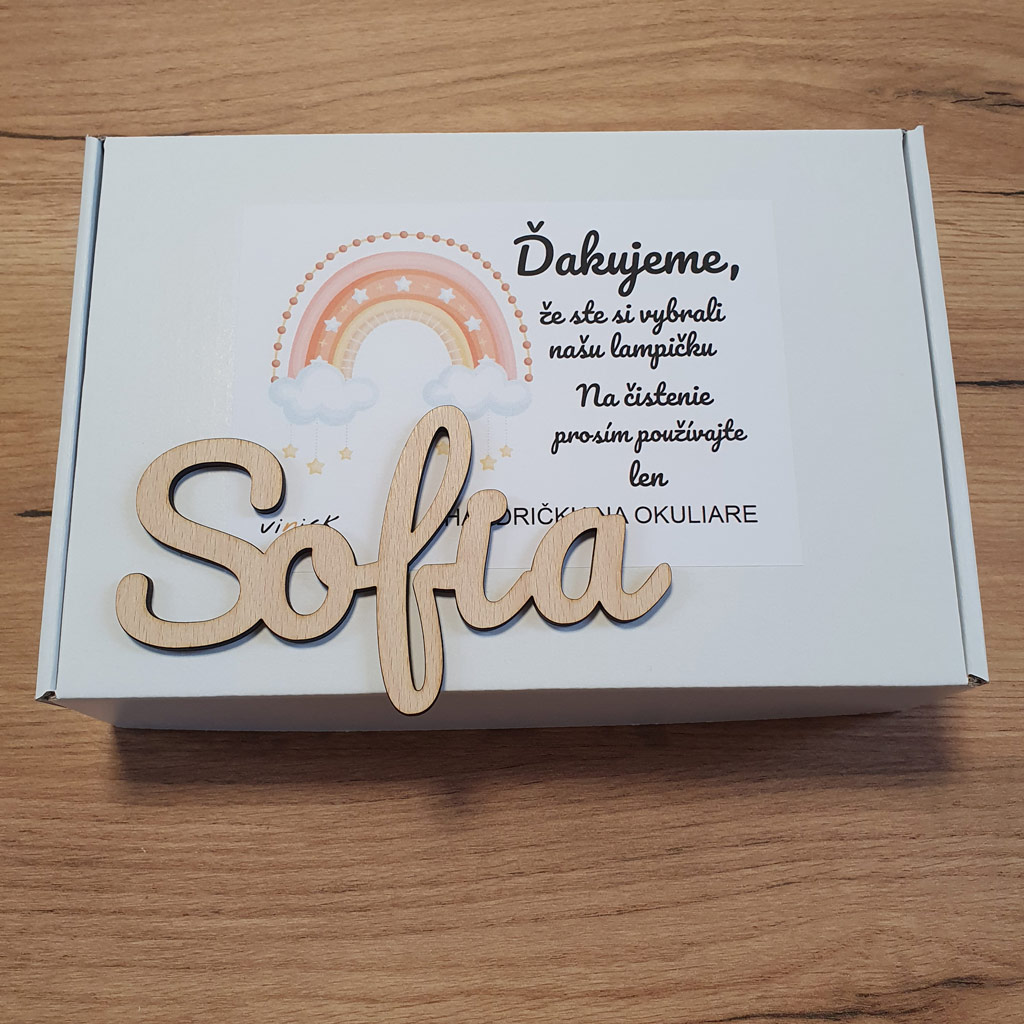 Ďakujeme,
že ste si vybrali
našu lampičku
Na čistenie
prosím používajte
len
NA OKULIARE
Sofia